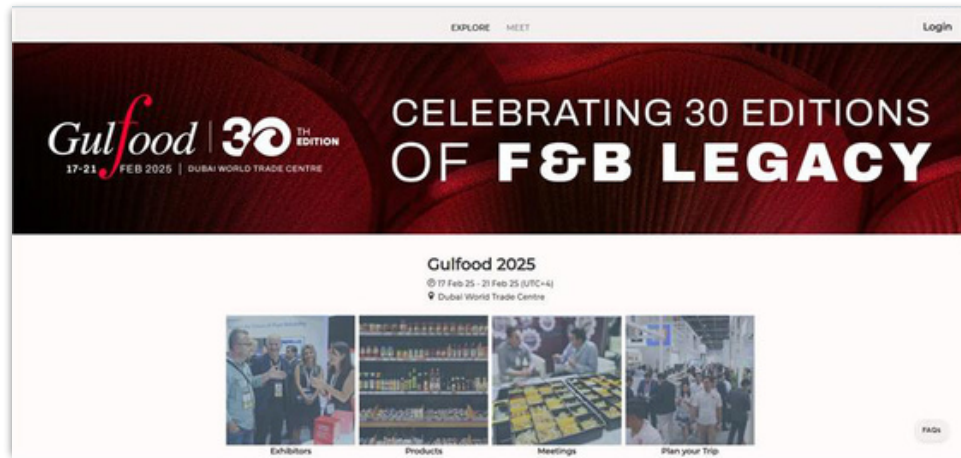 EXPLORE MEET
Login
Gulfood 30TH EDITION
17-21 FEB 2025 | DUBAI WORLD TRADE CENTRE
CELEBRATING 30 EDITIONS
OF F&B LEGACY
Gulfood 2025
17 Feb 25 - 21 Feb 25 (UTC+4)
Dubai World Trade Centre
Exhibitors
Products
Meetings
Plan your Trip
FAQs